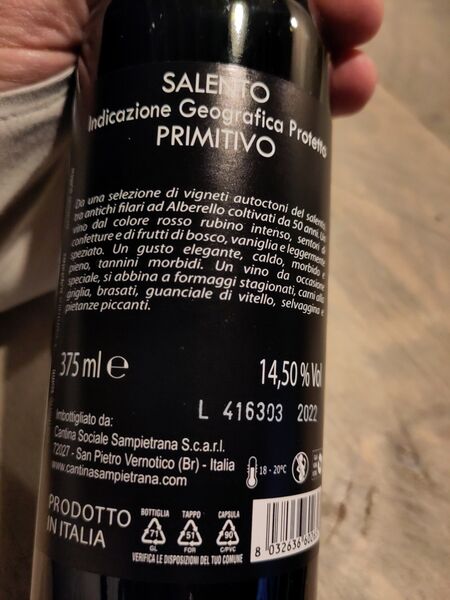 SALENTO
Indicazione Geografica Protetta
PRIMITIVO
Da una selezione di vigneti autoctoni del salento,
tra antichi filari ad Alberello coltivati da 50 anni. Un
vino dal colore rosso rubino intenso, sentori di
confetture e di frutti di bosco, vaniglia e leggermente
speziato. Un gusto elegante, caldo, morbido e
pieno, tannini morbidi. Un vino da occasione
speciale, si abbina a formaggi stagionati, carni alla
griglia, brasati, guanciale di vitello, selvaggina e
pietanze piccanti.
375 ml e 14,50 % Vol
L 416303 2022
Imbottigliato da:
Cantina Sociale Sampietrana S.c.a.r.l.
72027 - San Pietro Vernotico (Br) - Italia
www.cantinasampietrana.com
18 - 20°C
PRODOTTO
IN ITALIA
BOTTIGLIA TAPPO CAPSULA
71 51 90
GL FOR C/PVC
VERIFICA LE DISPOSIZIONI DEL TUO COMUNE